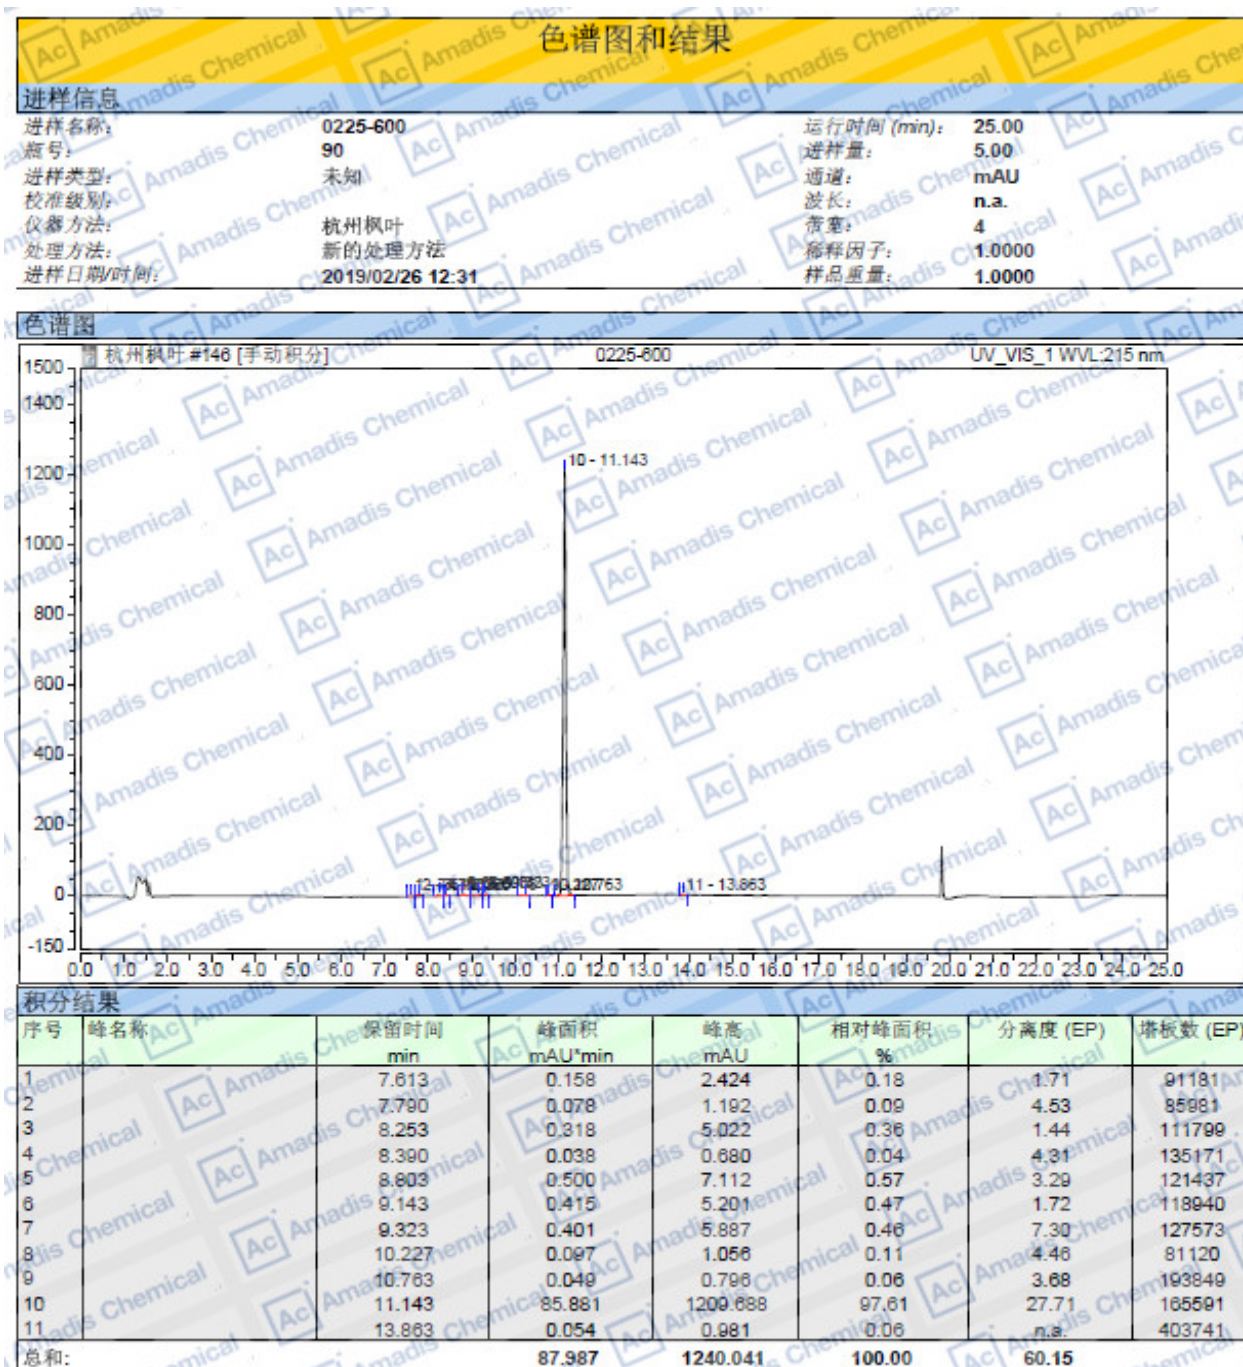 色谱图和结果
进样信息
进样名称: 0225-600 运行时间 (min): 25.00
瓶号: 90 进样量: 5.00
进样类型: 未知 通道: mAU
校准级别: 波长: n.a.
仪器方法: 杭州枫叶 带宽: 4
处理方法: 新的处理方法 稀释因子: 1.0000
进样日期/时间: 2019/02/26 12:31 样品重量: 1.0000
色谱图
杭州枫叶 #146 [手动积分] 0225-600 UV_VIS_1 WVL:215 nm
1500
1400
1200
10 - 11.143
1000
800
600
400
200
0
11 - 13.863
-150
0.0 1.0 2.0 3.0 4.0 5.0 6.0 7.0 8.0 9.0 10.0 11.0 12.0 13.0 14.0 15.0 16.0 17.0 18.0 19.0 20.0 21.0 22.0 23.0 24.0 25.0
积分结果
序号 峰名称 保留时间 峰面积 峰高 相对峰面积 分离度 (EP) 塔板数 (EP)
min mAU*min mAU %
1 7.613 0.158 2.424 0.18 1.71 91181
2 7.790 0.078 1.192 0.09 4.53 85981
3 8.253 0.318 5.022 0.36 1.44 111799
4 8.390 0.038 0.680 0.04 4.31 135171
5 8.803 0.500 7.112 0.57 3.29 121437
6 9.143 0.415 5.201 0.47 1.72 118940
7 9.323 0.401 5.887 0.46 7.30 127573
8 10.227 0.097 1.056 0.11 4.46 81120
9 10.763 0.049 0.796 0.06 3.68 193849
10 11.143 85.881 1209.688 97.61 27.71 165591
11 13.863 0.054 0.981 0.06 n.a. 403741
总和: 87.987 1240.041 100.00 60.15
Ac Amadis Chemical